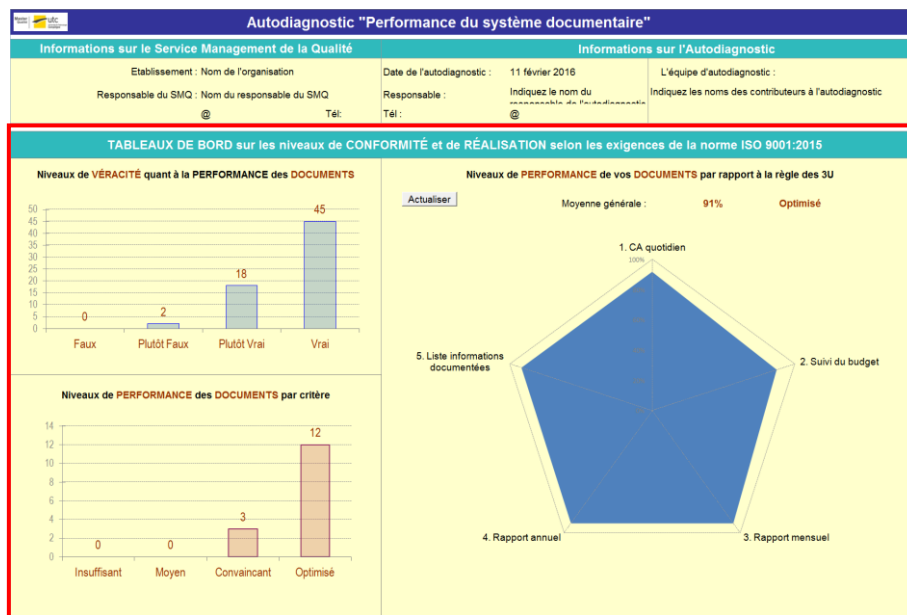 Autodiagnostic "Performance du système documentaire"
Informations sur le Service Management de la Qualité
Informations sur l'Autodiagnostic
Etablissement : Nom de l'organisation
Date de l'autodiagnostic : 11 février 2016
L'équipe d'autodiagnostic :
Responsable du SMQ : Nom du responsable du SMQ
Responsable : Indiquez le nom du
responsable de l'autodiagnostic
Indiquez les noms des contributeurs à l'autodiagnostic
@ Tél:
Tél : @
TABLEAUX DE BORD sur les niveaux de CONFORMITÉ et de RÉALISATION selon les exigences de la norme ISO 9001:2015
Niveaux de VÉRACITÉ quant à la PERFORMANCE des DOCUMENTS
50
45
40
35
30
25
20
15
10
5
0
0
2
18
45
Faux
Plutôt Faux
Plutôt Vrai
Vrai
Niveaux de PERFORMANCE des DOCUMENTS par critère
14
12
10
8
6
4
2
0
0
0
3
12
Insuffisant
Moyen
Convaincant
Optimisé
Niveaux de PERFORMANCE de vos DOCUMENTS par rapport à la règle des 3U
Actualiser
Moyenne générale : 91% Optimisé
1. CA quotidien
100%
2. Suivi du budget
3. Rapport mensuel
4. Rapport annuel
5. Liste informations
documentées